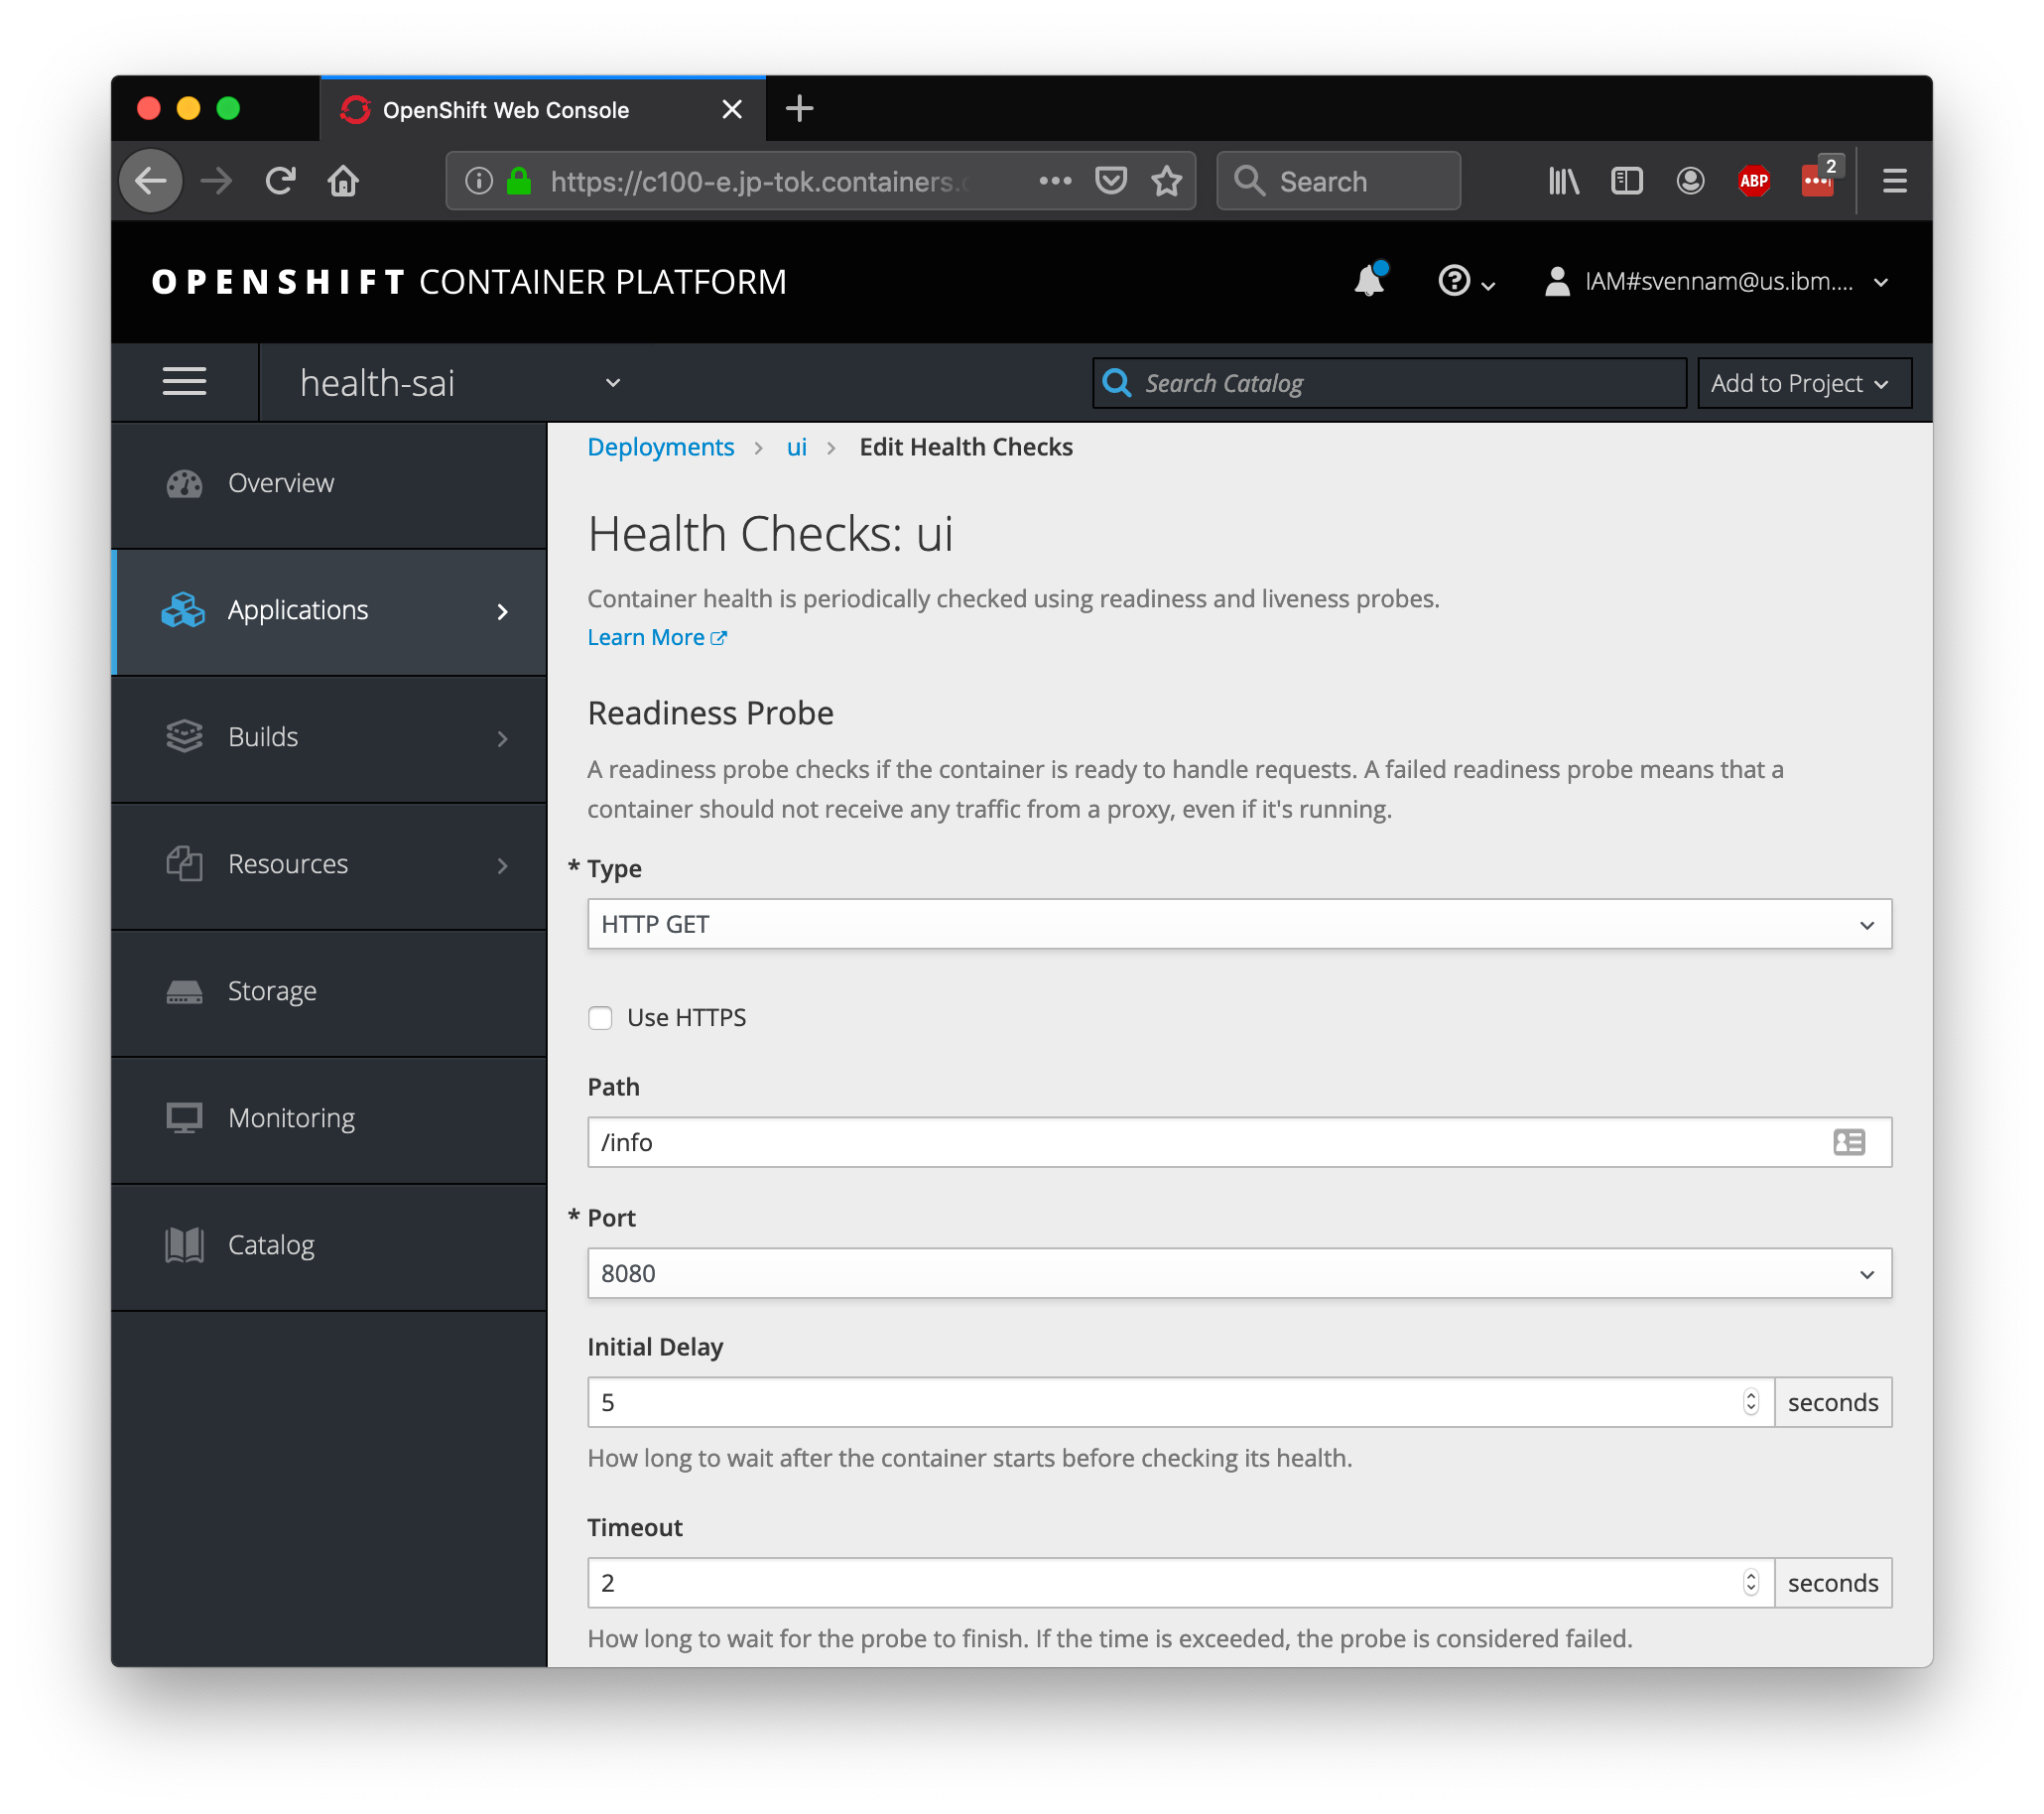 OpenShift Web Console
https://c100-e.jp-tok.containers.
Search
ABP
2
OPENSHIFT CONTAINER PLATFORM
IAM#svennam@us.ibm....
health-sai
Search Catalog
Add to Project
Overview
Applications
Builds
Resources
Storage
Monitoring
Catalog
Deployments > ui > Edit Health Checks
Health Checks: ui
Container health is periodically checked using readiness and liveness probes.
Learn More
Readiness Probe
A readiness probe checks if the container is ready to handle requests. A failed readiness probe means that a
container should not receive any traffic from a proxy, even if it's running.
* Type
HTTP GET
Use HTTPS
Path
/info
* Port
8080
Initial Delay
5 seconds
How long to wait after the container starts before checking its health.
Timeout
2 seconds
How long to wait for the probe to finish. If the time is exceeded, the probe is considered failed.